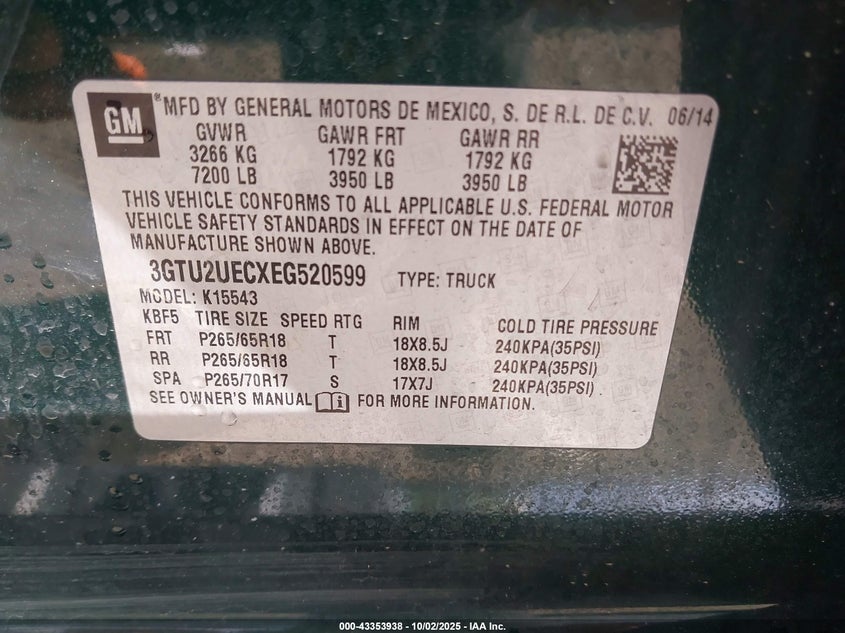 GM
® MFD BY GENERAL MOTORS DE MEXICO, S. DE R.L. DE C.V. 06/14
GVWR GAWR FRT GAWR RR
3266 KG 1792 KG 1792 KG
7200 LB 3950 LB 3950 LB
THIS VEHICLE CONFORMS TO ALL APPLICABLE U.S. FEDERAL MOTOR
VEHICLE SAFETY STANDARDS IN EFFECT ON THE DATE OF
MANUFACTURE SHOWN ABOVE.
3GTU2UECXEG520599 TYPE: TRUCK
MODEL: K15543
KBF5 TIRE SIZE SPEED RTG RIM COLD TIRE PRESSURE
FRT P265/65R18 T 18X8.5J 240KPA(35PSI)
RR P265/65R18 T 18X8.5J 240KPA(35PSI)
SPA P265/70R17 S 17X7J 240KPA(35PSI)
SEE OWNER'S MANUAL i FOR MORE INFORMATION.
000-43353938 - 10/02/2025 - IAA Inc.